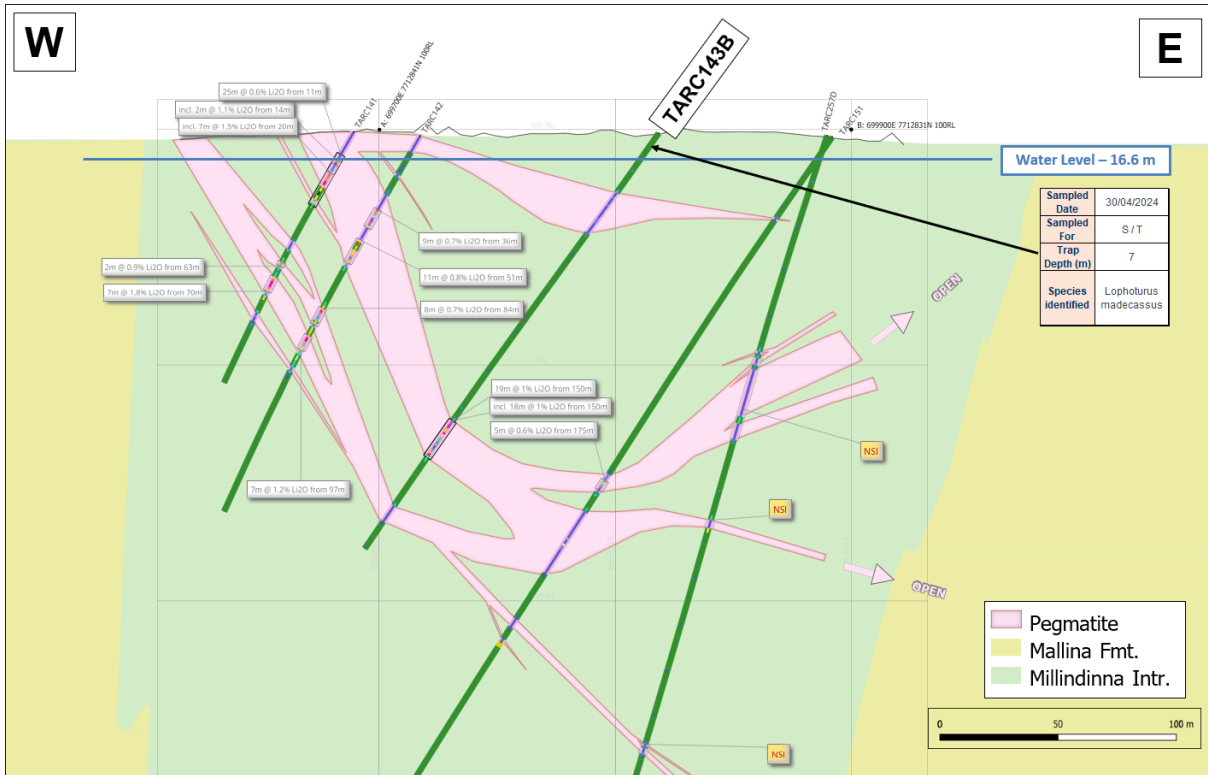 W
E
25m @ 0.6% Li2O from 11m
incl. 2m @ 1.1% Li2O from 14m
incl. 7m @ 1.5% Li2O from 20m
TARC141
A: 699700E 7712841N 100RL
TARC142
TARC143B
TARC257D
TARC151
B: 699900E 7712831N 100RL
100 RL
Water Level – 16.6 m
Sampled Date
30/04/2024
Sampled For
S / T
Trap Depth (m)
7
Species identified
Lophoturus
madecassus
9m @ 0.7% Li2O from 36m
2m @ 0.9% Li2O from 63m
11m @ 0.8% Li2O from 51m
7m @ 1.8% Li2O from 70m
8m @ 0.7% Li2O from 84m
OPEN
19m @ 1% Li2O from 150m
incl. 18m @ 1% Li2O from 150m
5m @ 0.6% Li2O from 175m
NSI
7m @ 1.2% Li2O from 97m
NSI
OPEN
Pegmatite
Mallina Fmt.
Millindinna Intr.
0
50
100 m
NSI